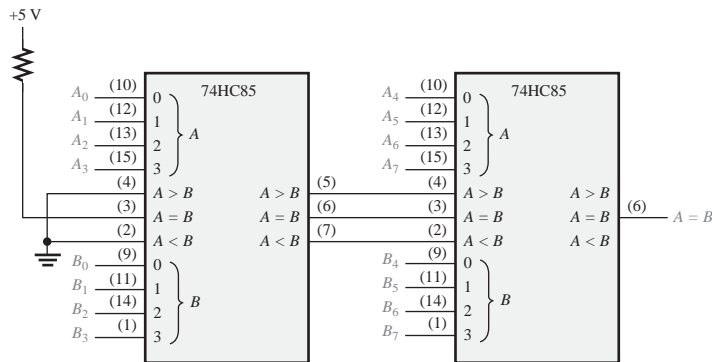 +5 V
74HC85
A₀ (10) 0
A₁ (12) 1
A₂ (13) 2
A₃ (15) 3
A
(4) A > B
(3) A = B
(2) A < B
B₀ (9) 0
B₁ (11) 1
B₂ (14) 2
B₃ (1) 3
B
A > B (5)
A = B (6)
A < B (7)
74HC85
A₄ (10) 0
A₅ (12) 1
A₆ (13) 2
A₇ (15) 3
A
(4) A > B
(3) A = B
(2) A < B
B₄ (9) 0
B₅ (11) 1
B₆ (14) 2
B₇ (1) 3
B
A > B
A = B (6) A = B
A < B